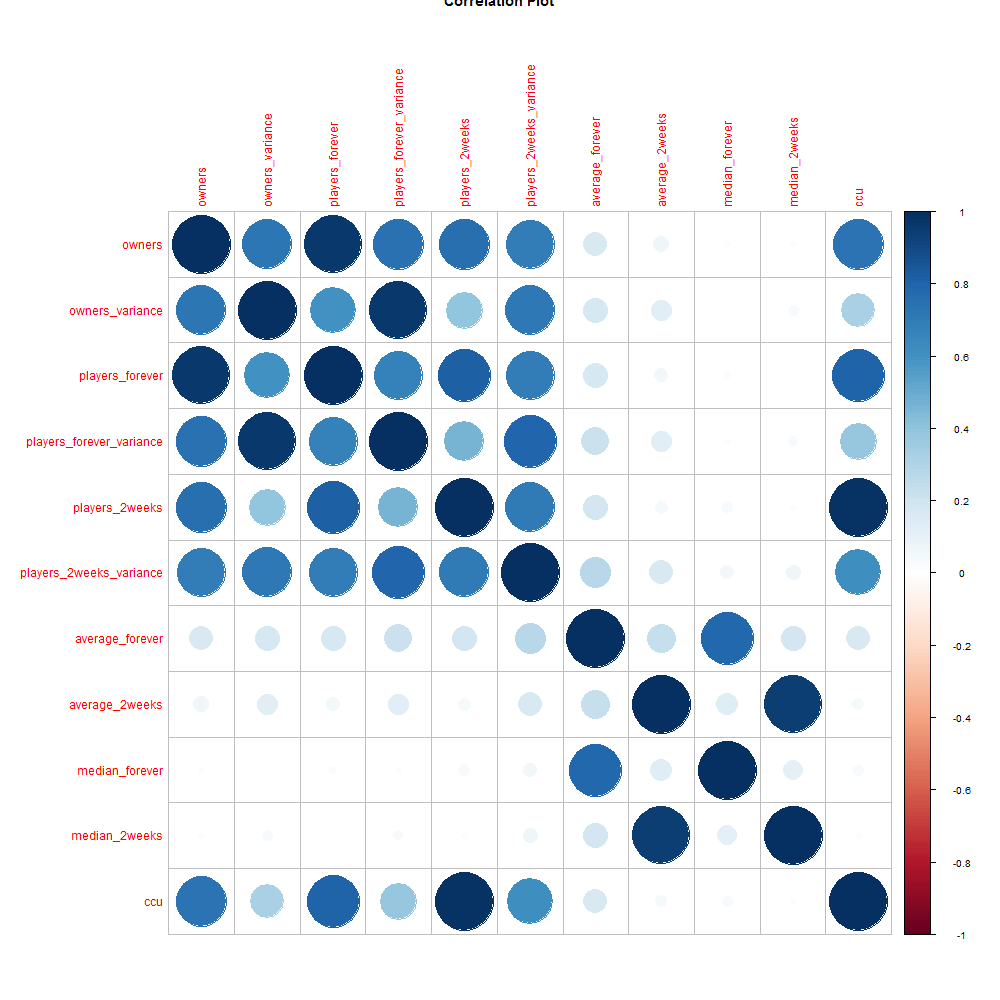 Correlation Plot
owners
owners_variance
players_forever
players_forever_variance
players_2weeks
players_2weeks_variance
average_forever
average_2weeks
median_forever
median_2weeks
ccu
owners
owners_variance
players_forever
players_forever_variance
players_2weeks
players_2weeks_variance
average_forever
average_2weeks
median_forever
median_2weeks
ccu
1
0.8
0.6
0.4
0.2
0
-0.2
-0.4
-0.6
-0.8
-1